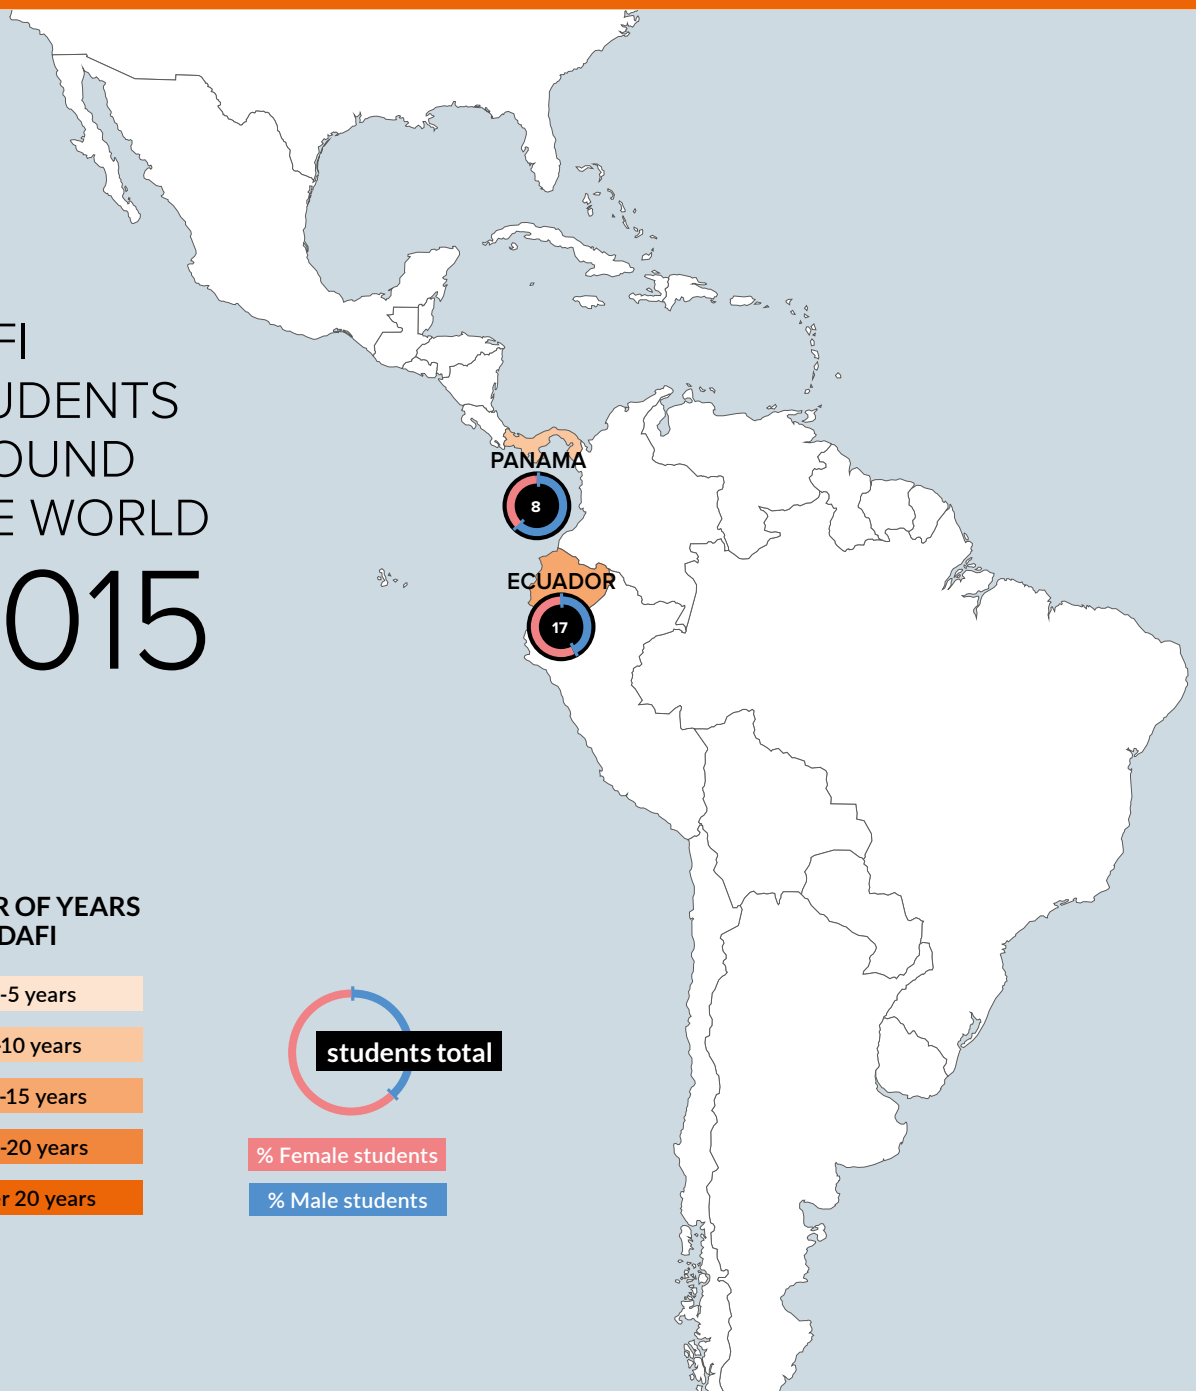 FI
UDENTS
OUND
E WORLD
015
PANAMA
8
ECUADOR
17
R OF YEARS
DAFI
-5 years
10 years
-15 years
-20 years
r 20 years
students total
% Female students
% Male students